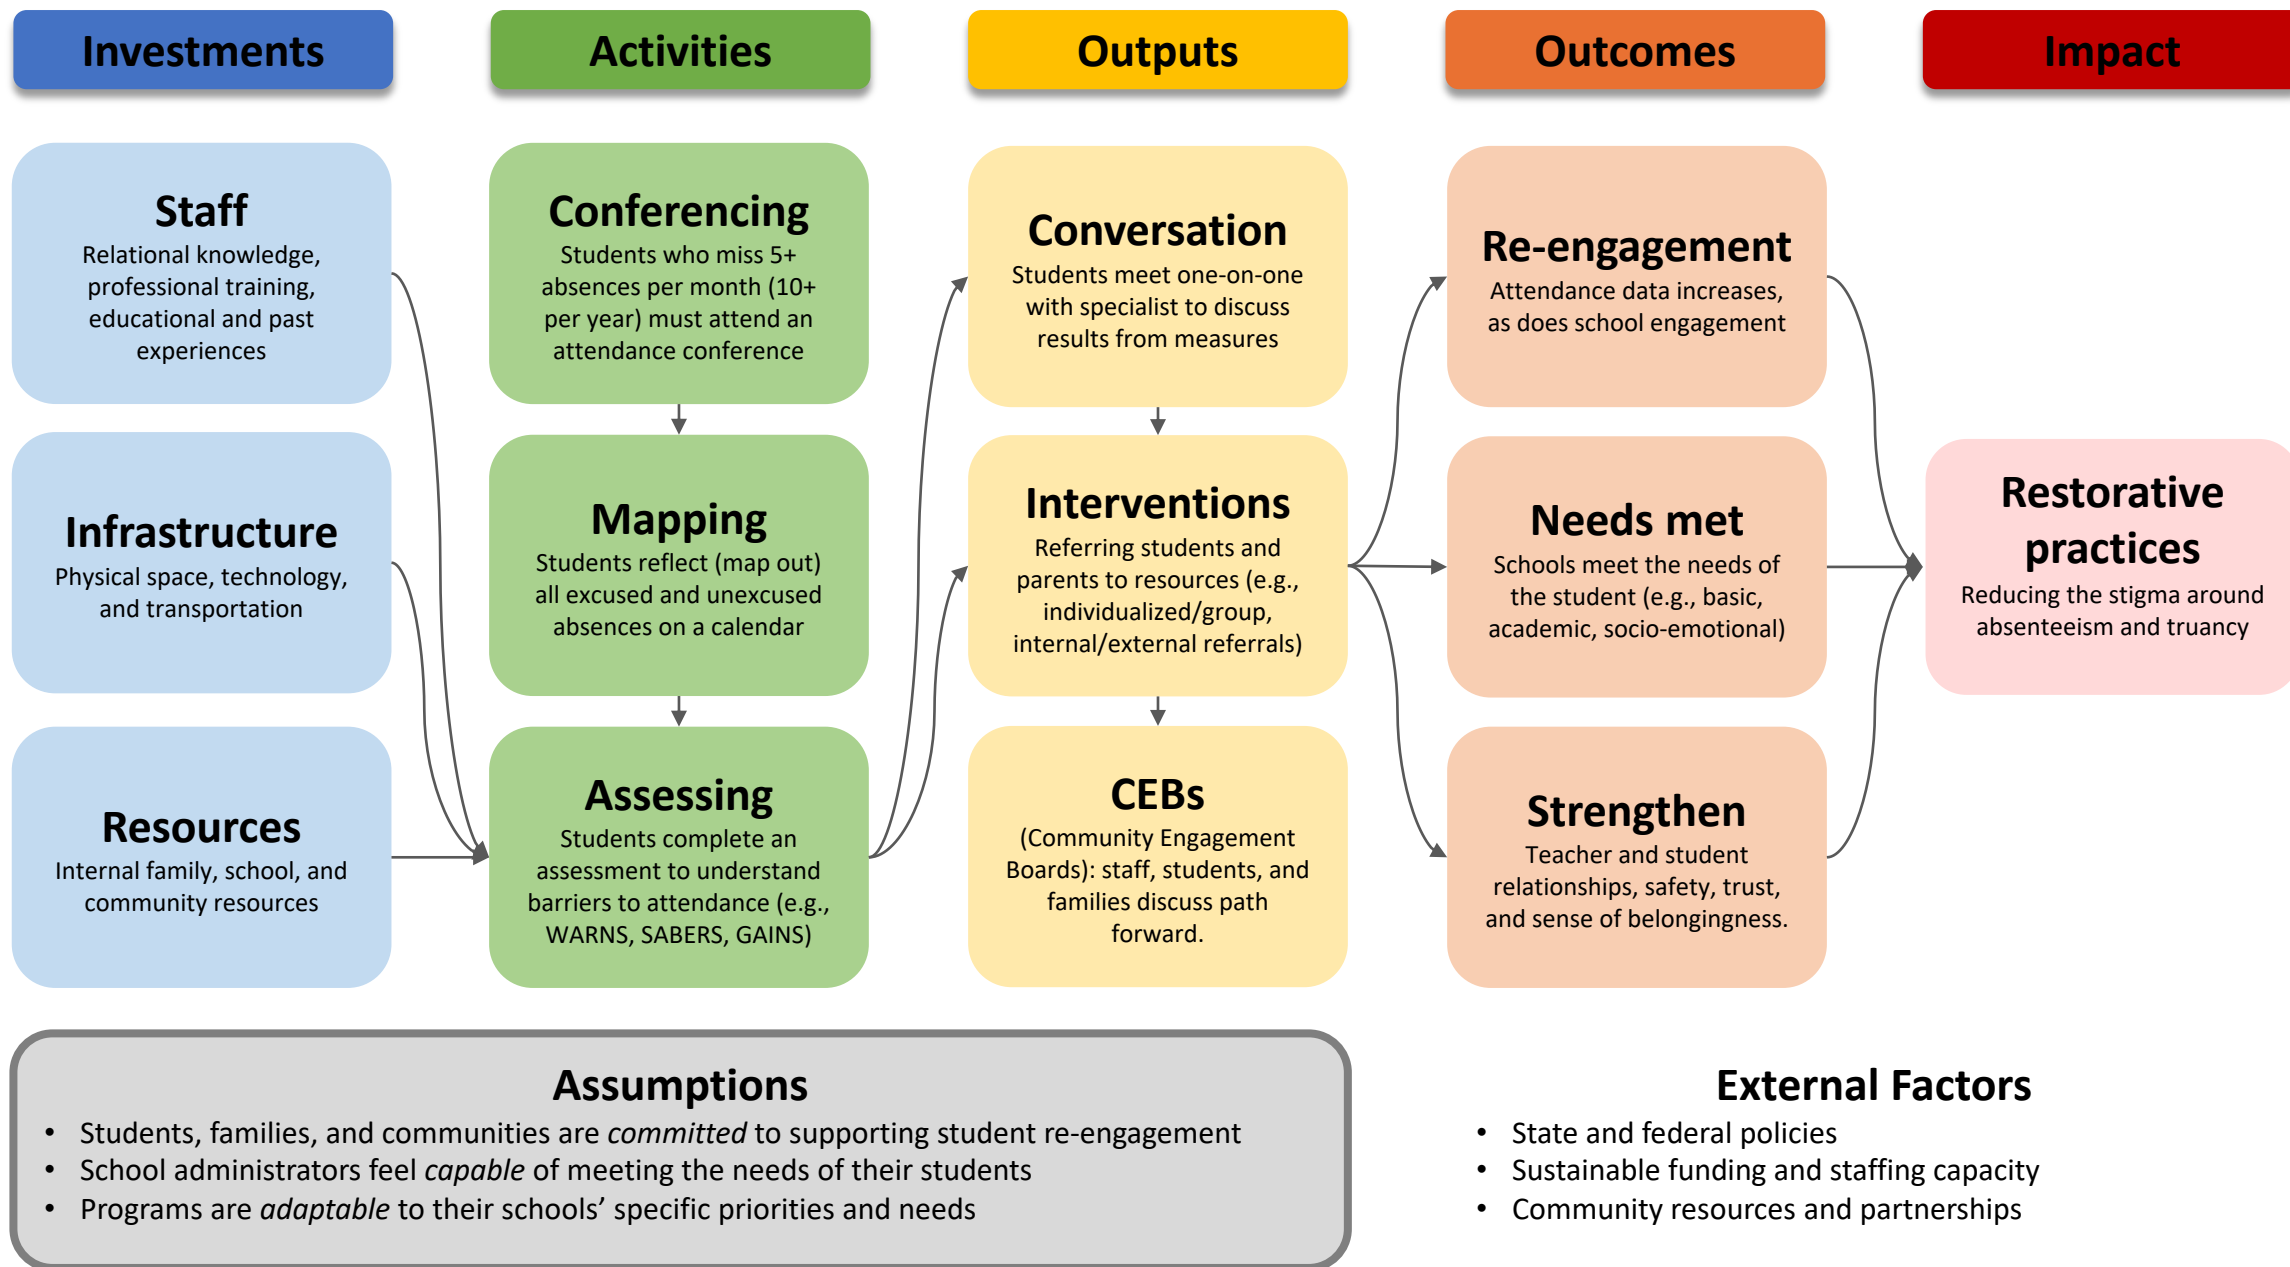 Investments
Activities
Outputs
Outcomes
Impact
Staff
Relational knowledge,
professional training,
educational and past
experiences
Infrastructure
Physical space, technology,
and transportation
Resources
Internal family, school, and
community resources
Conferencing
Students who miss 5+
absences per month (10+
per year) must attend an
attendance conference
Mapping
Students reflect (map out)
all excused and unexcused
absences on a calendar
Assessing
Students complete an
assessment to understand
barriers to attendance (e.g.,
WARNS, SABERS, GAINS)
Conversation
Students meet one-on-one
with specialist to discuss
results from measures
Interventions
Referring students and
parents to resources (e.g.,
individualized/group,
internal/external referrals)
CEBs
(Community Engagement
Boards): staff, students, and
families discuss path
forward.
Re-engagement
Attendance data increases,
as does school engagement
Needs met
Schools meet the needs of
the student (e.g., basic,
academic, socio-emotional)
Strengthen
Teacher and student
relationships, safety, trust,
and sense of belongingness.
Restorative
practices
Reducing the stigma around
absenteeism and truancy
Assumptions
• Students, families, and communities are committed to supporting student re-engagement
• School administrators feel capable of meeting the needs of their students
• Programs are adaptable to their schools’ specific priorities and needs
External Factors
• State and federal policies
• Sustainable funding and staffing capacity
• Community resources and partnerships